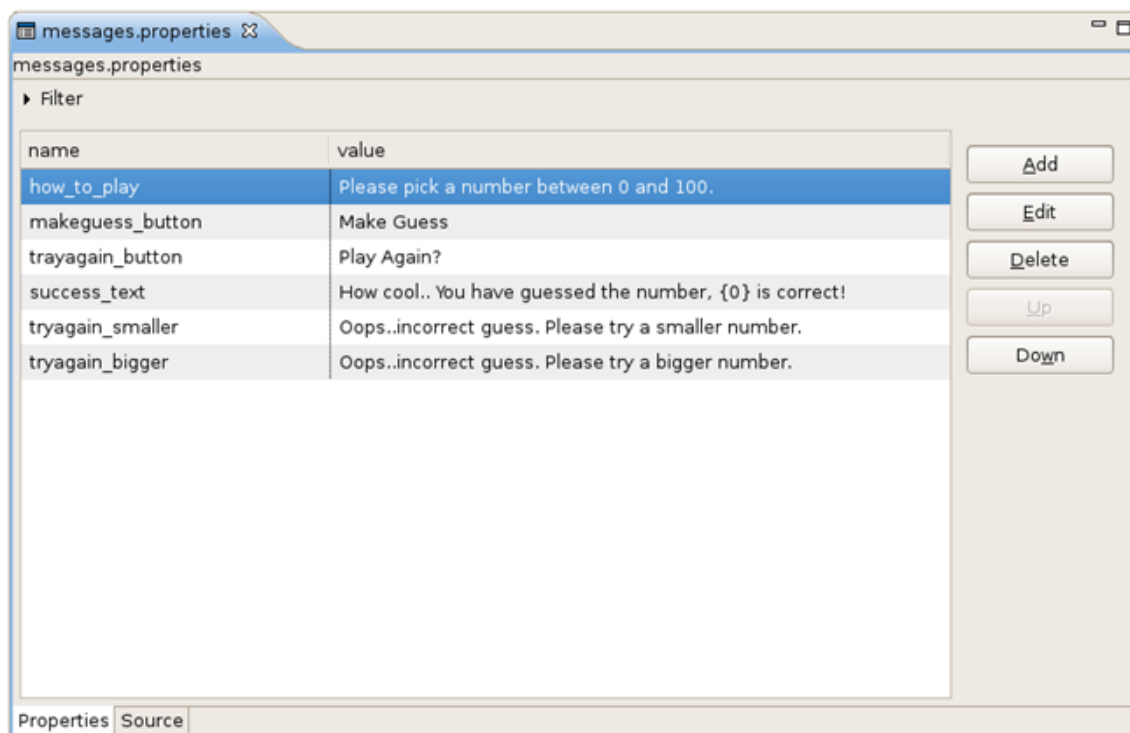 messages.properties
messages.properties
Filter
name value
how_to_play Please pick a number between 0 and 100.
makeguess_button Make Guess
trayagain_button Play Again?
success_text How cool.. You have guessed the number, {0} is correct!
tryagain_smaller Oops..incorrect guess. Please try a smaller number.
tryagain_bigger Oops..incorrect guess. Please try a bigger number.
Add
Edit
Delete
Up
Down
Properties Source